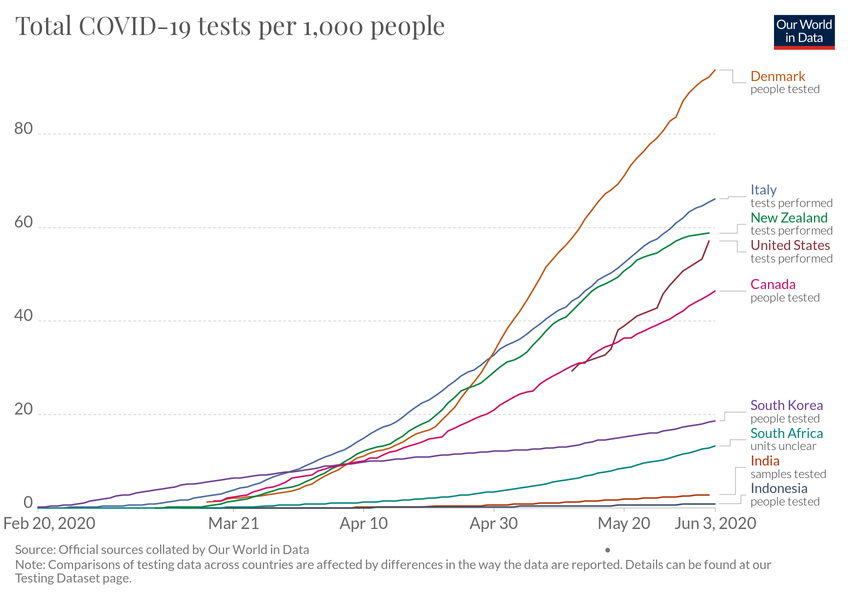 Total COVID-19 tests per 1,000 people
Our World
in Data
Denmark
people tested
80
Italy
tests performed
New Zealand
tests performed
60
United States
tests performed
Canada
people tested
40
South Korea
people tested
20
South Africa
units unclear
India
samples tested
Indonesia
people tested
0
Feb 20, 2020 Mar 21 Apr 10 Apr 30 May 20 Jun 3, 2020
Source: Official sources collated by Our World in Data
Note: Comparisons of testing data across countries are affected by differences in the way the data are reported. Details can be found at our
Testing Dataset page.